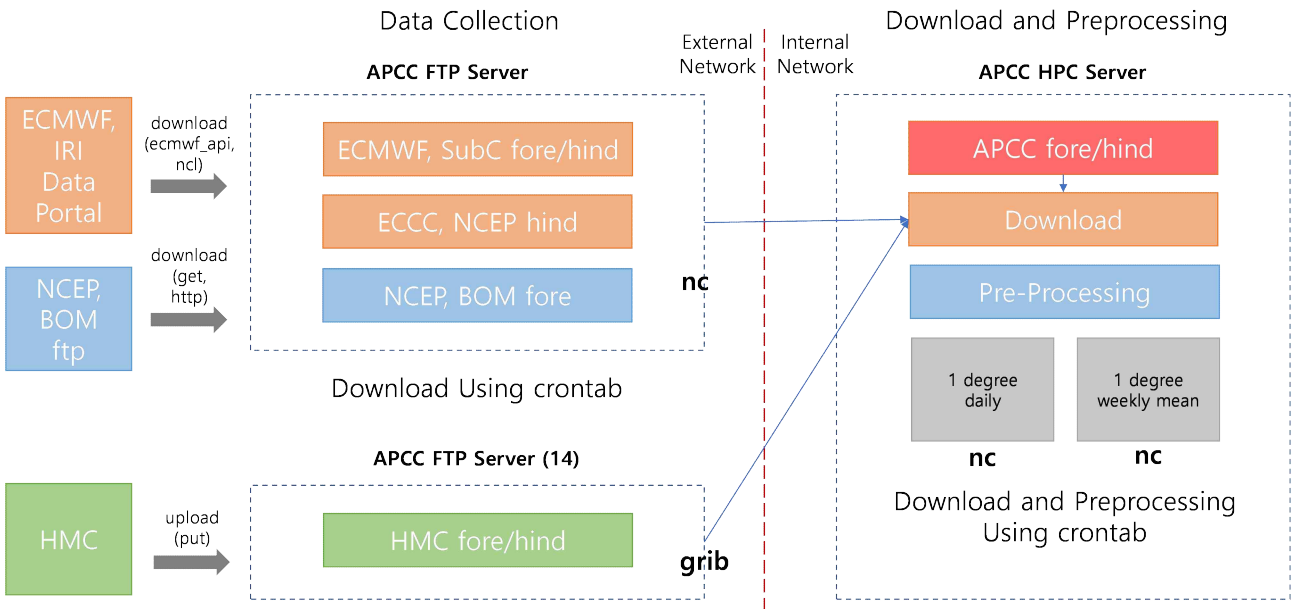 Data Collection
Download and Preprocessing
External
Network
Internal
Network
APCC FTP Server
APCC HPC Server
ECMWF,
IRI
Data
Portal
download
(ecmwf_api,
ncl)
ECMWF, SubC fore/hind
ECCC, NCEP hind
NCEP, BOM fore
nc
NCEP,
BOM
ftp
download
(get,
http)
Download Using crontab
APCC FTP Server (14)
HMC
upload
(put)
HMC fore/hind
grib
APCC fore/hind
Download
Pre-Processing
1 degree
daily
1 degree
weekly mean
nc
nc
Download and Preprocessing
Using crontab